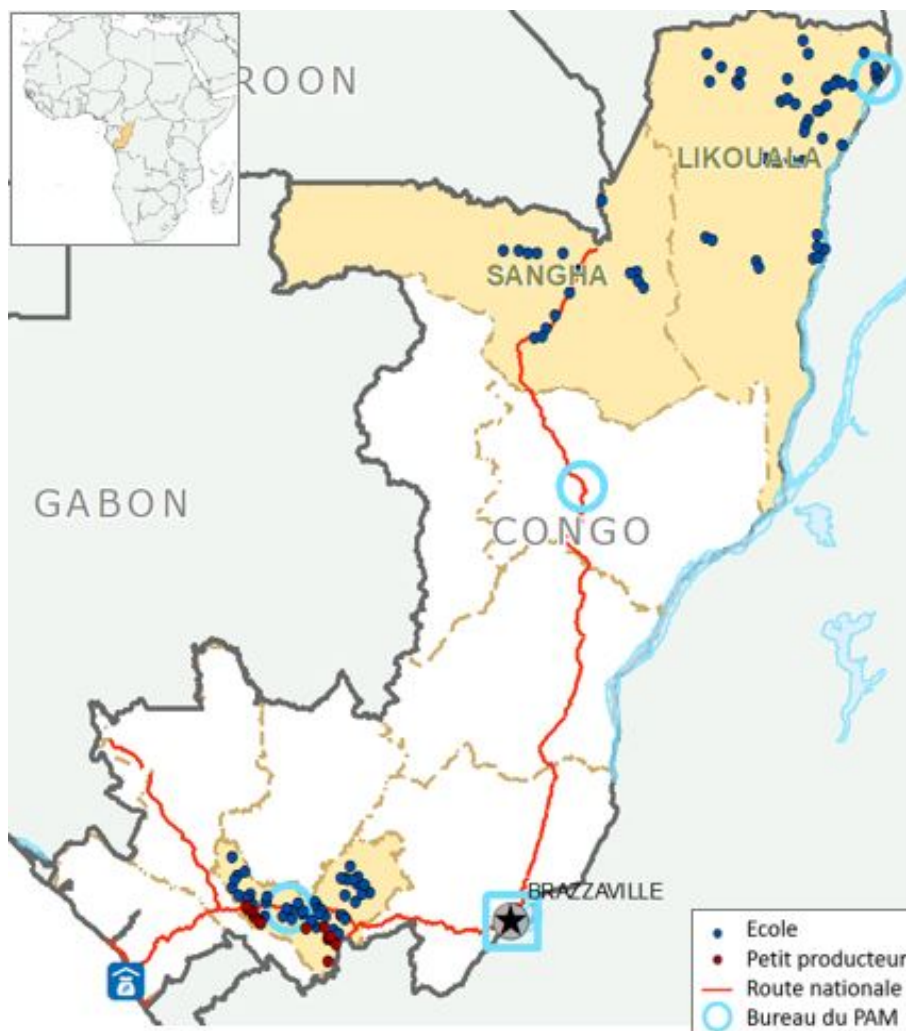 ROON
LIKOUALA
SANGHA
GABON
CONGO
BRAZZAVILLE
Ecole
Petit producteur
Route nationale
Bureau du PAM